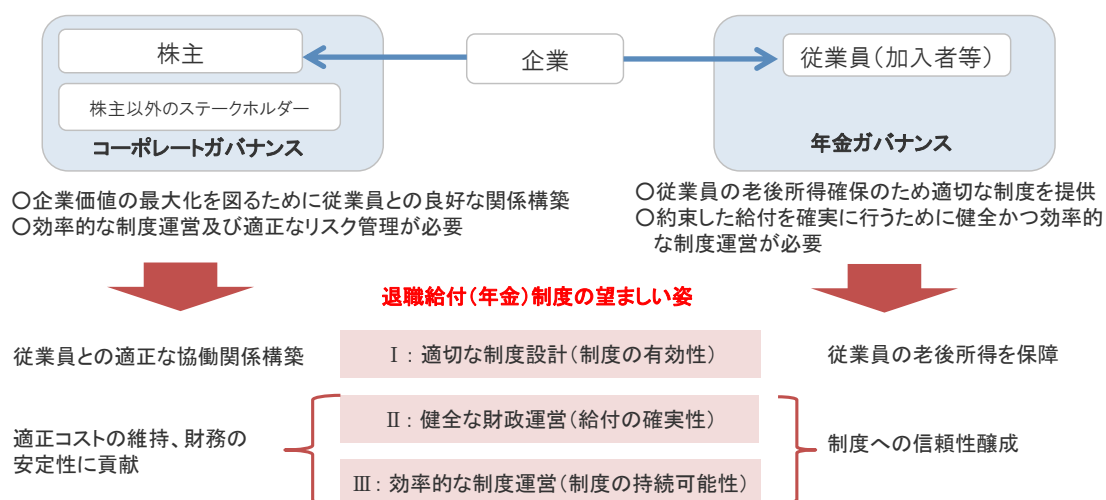 株主
企業
従業員（加入者等）
株主以外のステークホルダー
コーポレートガバナンス
年金ガバナンス
○企業価値の最大化を図るために従業員との良好な関係構築
○効率的な制度運営及び適正なリスク管理が必要
○従業員の老後所得確保のため適切な制度を提供
○約束した給付を確実に行うために健全かつ効率的
な制度運営が必要
退職給付（年金）制度の望ましい姿
従業員との適正な協働関係構築
Ⅰ：適切な制度設計（制度の有効性）
従業員の老後所得を保障
適正コストの維持、財務の
安定性に貢献
Ⅱ：健全な財政運営（給付の確実性）
制度への信頼性醸成
Ⅲ：効率的な制度運営（制度の持続可能性）